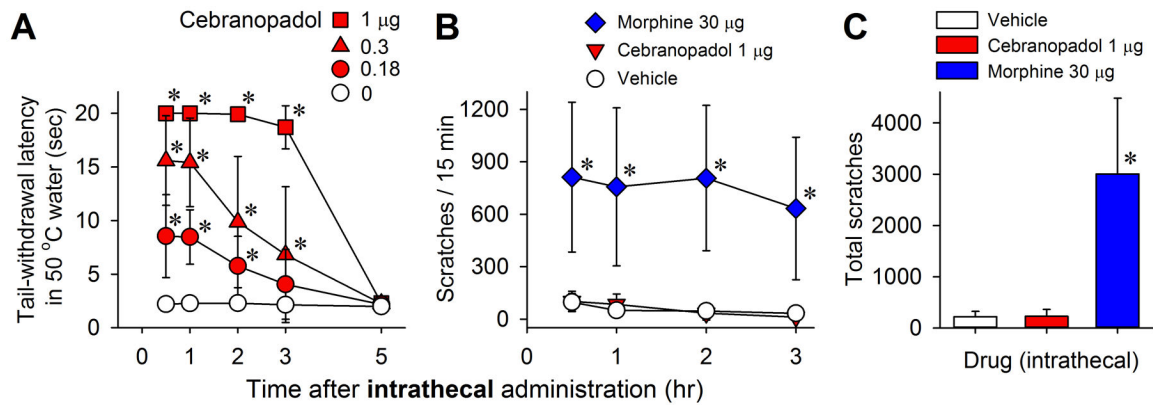 A
Cebranopadol
1 μg
0.3
0.18
0
Tail-withdrawal latency
in 50 °C water (sec)
20
15
10
5
0
* * * *
* * * *
* * *
0 1 2 3 5
B
Morphine 30 μg
Cebranopadol 1 μg
Vehicle
Scratches / 15 min
1200
900
600
300
0
* * * *
0 1 2 3
Time after intrathecal administration (hr)
C
Vehicle
Cebranopadol 1 μg
Morphine 30 μg
Total scratches
4000
3000
2000
1000
0
*
Drug (intrathecal)